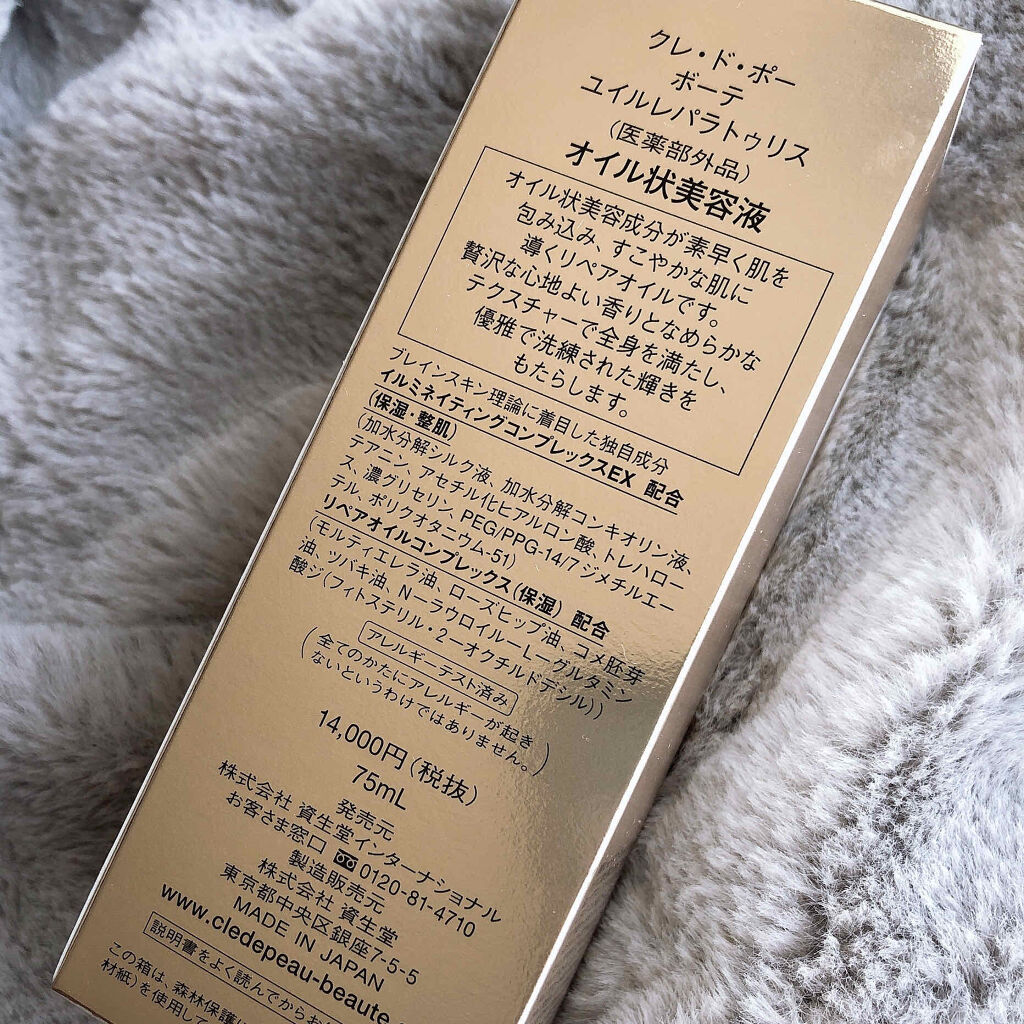 クレ・ド・ポー
ボーテ
ユイルレパラトゥリス
(医薬部外品)
オイル状美容液
オイル状美容成分が素早く肌を
包み込み、すこやかな肌に
導くリペアオイルです。
贅沢な心地よい香りとなめらかな
テクスチャーで全身を満たし、
優雅で洗練された輝きを
もたらします。
ブレインスキン理論に着目した独自成分
イルミネイティングコンプレックスEX 配合
(保湿・整肌)
(加水分解シルク液、加水分解コンキオリン液、
テアニン、アセチル化ヒアルロン酸、トレハロー
ス、濃グリセリン、PEG/PPG-14/7 ジメチルエー
テル、ポリクオタニウム-51)
リペアオイルコンプレックス(保湿) 配合
(モルティエレラ油、ローズヒップ油、コメ胚芽
油、ツバキ油、N-ラウロイル-L-グルタミン
酸ジ(フィトステリル・2-オクチルドデシル))
アレルギーテスト済み
(全てのかたにアレルギーが起き
ないというわけではありません。)
14,000円(税抜)
75mL
発売元
株式会社 資生堂インターナショナル
お客さま窓口 0120-81-4710
製造販売元
株式会社 資生堂
東京都中央区銀座7-5-5
MADE IN JAPAN
www.cledepeau-beaute
説明書をよく読んでからお
この箱は、森林保護に
材紙)を使用して